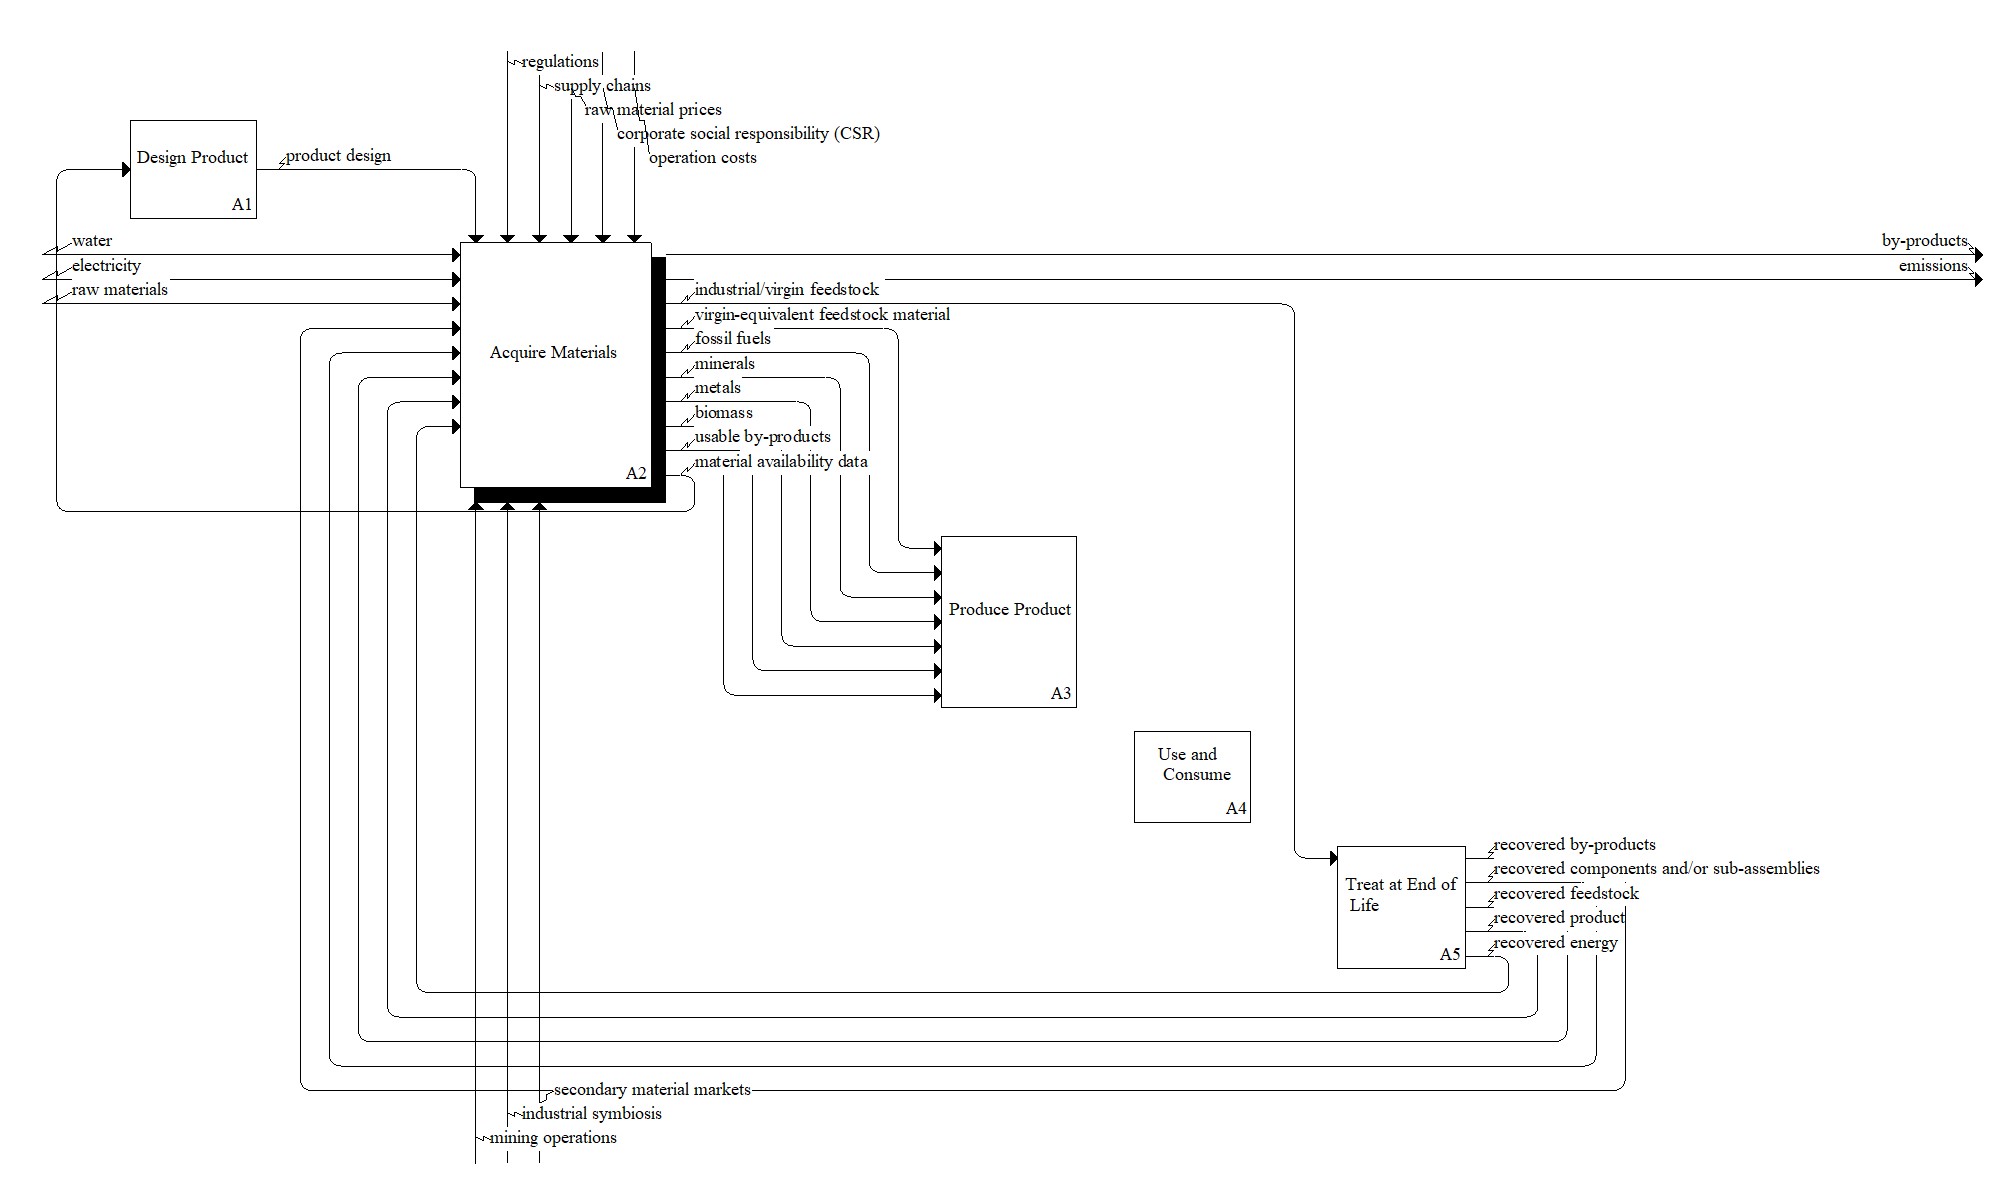 regulations
supply chains
raw material prices
corporate social responsibility (CSR)
operation costs
Design Product
A1
product design
water
electricity
raw materials
Acquire Materials
A2
by-products
emissions
industrial/virgin feedstock
virgin-equivalent feedstock material
fossil fuels
minerals
metals
biomass
usable by-products
material availability data
Produce Product
A3
Use and
Consume
A4
Treat at End of
Life
A5
recovered by-products
recovered components and/or sub-assemblies
recovered feedstock
recovered product
recovered energy
secondary material markets
industrial symbiosis
mining operations